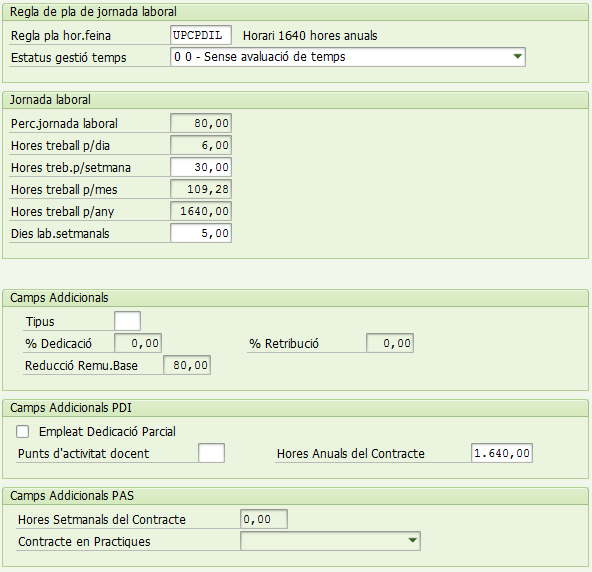 Regla de pla de jornada laboral
Regla pla hor.feina UPCPDIL Horari 1640 hores anuals
Estatus gestió temps 0 0 - Sense avaluació de temps
Jornada laboral
Perc.jornada laboral 80,00
Hores treball p/dia 6,00
Hores treb.p/setmana 30,00
Hores treball p/mes 109,28
Hores treball p/any 1640,00
Dies lab.setmanals 5,00
Camps Addicionals
Tipus
% Dedicació 0,00 % Retribució 0,00
Reducció Remu.Base 80,00
Camps Addicionals PDI
Empleat Dedicació Parcial
Punts d'activitat docent Hores Anuals del Contracte 1.640,00
Camps Addicionals PAS
Hores Setmanals del Contracte 0,00
Contracte en Practiques